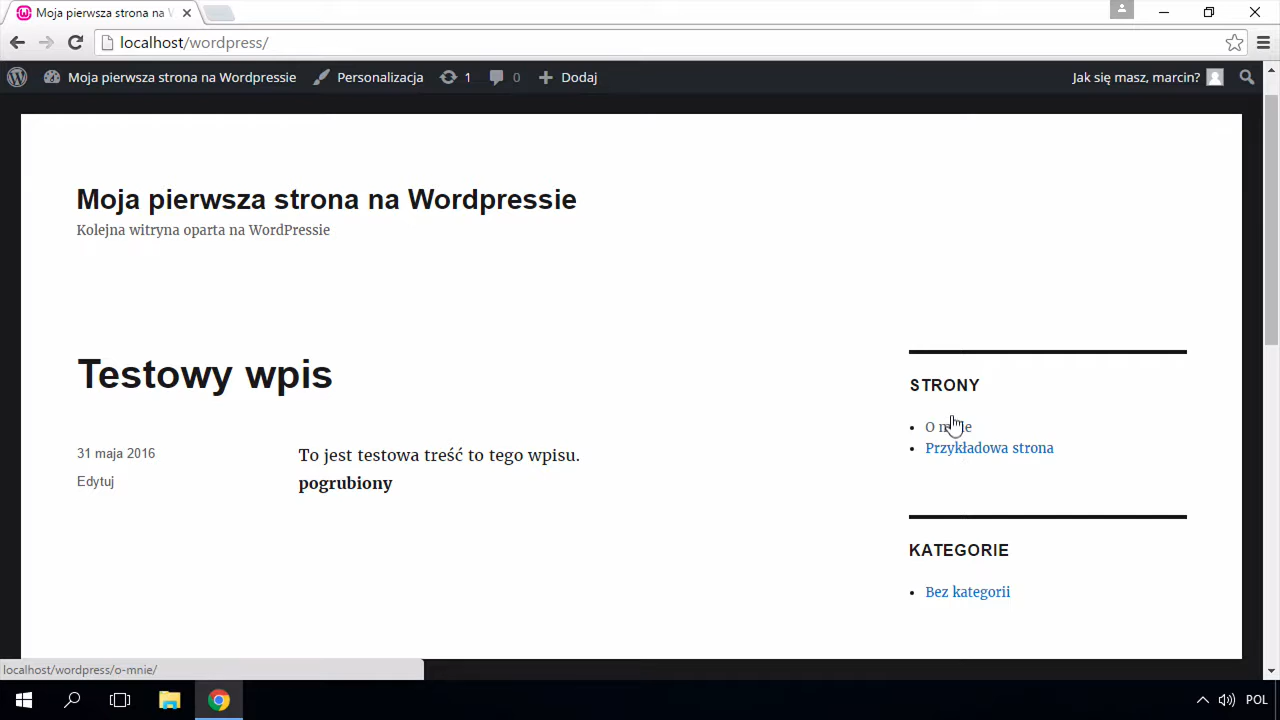 Moja pierwsza strona na W
localhost/wordpress/
Moja pierwsza strona na Wordpressie Personalizacja 1 0 Dodaj Jak się masz, marcin?
Moja pierwsza strona na Wordpressie
Kolejna witryna oparta na WordPressie
Testowy wpis
31 maja 2016
Edytuj
To jest testowa treść to tego wpisu.
pogrubiony
STRONY
O mnie
Przykładowa strona
KATEGORIE
Bez kategorii
localhost/wordpress/o-mnie/
POL